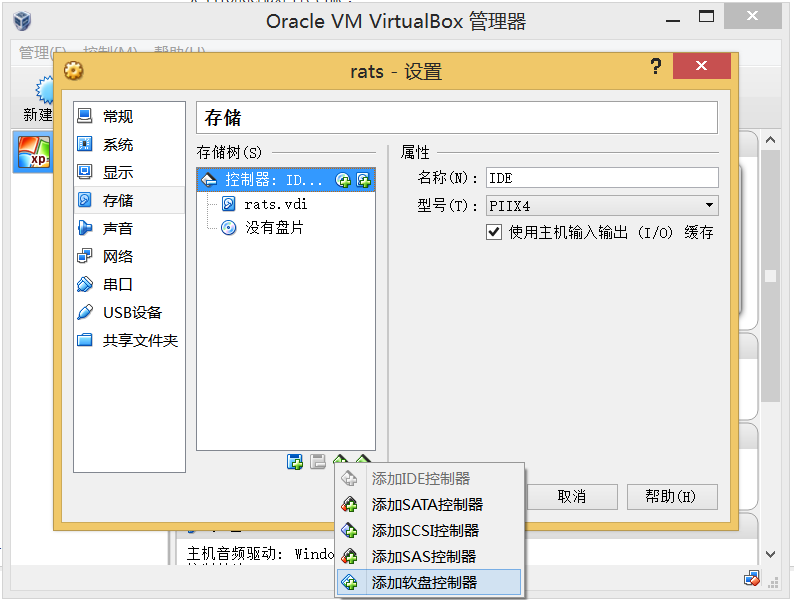 Oracle VM VirtualBox 管理器
管理(F) 控制(M) 帮助(H)
新建
xp
rats - 设置
?
常规
系统
显示
存储
声音
网络
串口
USB设备
共享文件夹
存储
存储树(S)
控制器: ID...
rats.vdi
没有盘片
属性
名称(N): IDE
型号(T): PIIX4
使用主机输入输出 (I/O) 缓存
取消
帮助(H)
添加IDE控制器
添加SATA控制器
添加SCSI控制器
添加SAS控制器
添加软盘控制器
主机音频驱动: Windo